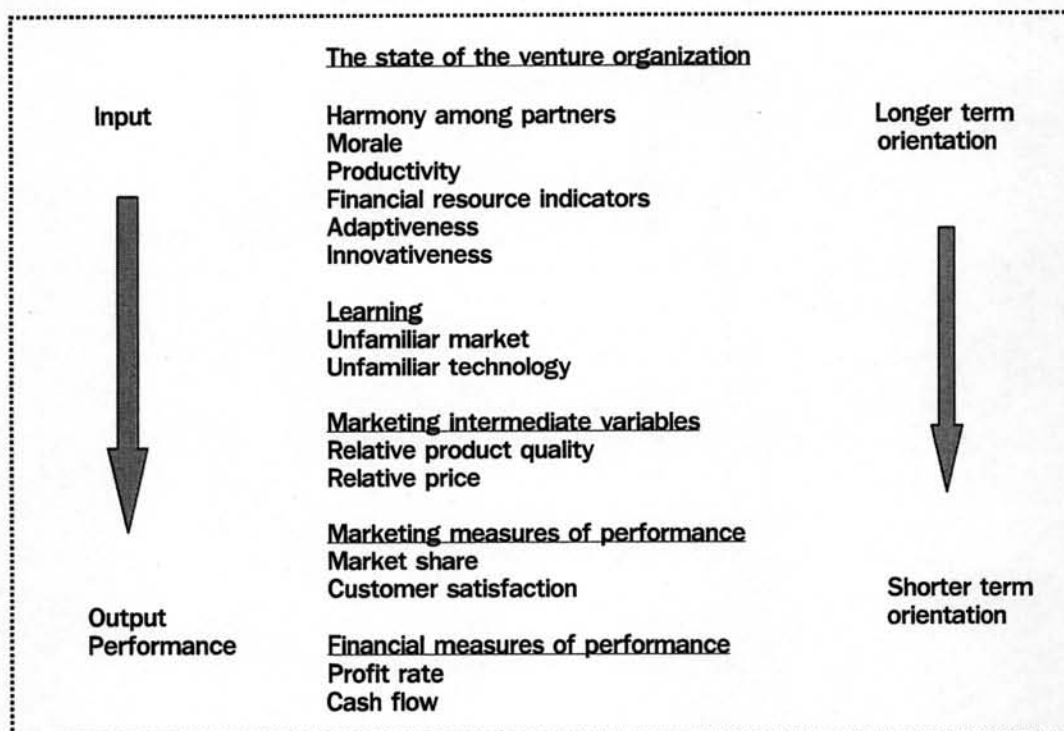 The state of the venture organization
Input
Harmony among partners
Morale
Productivity
Financial resource indicators
Adaptiveness
Innovativeness
Longer term
orientation
Learning
Unfamiliar market
Unfamiliar technology
Marketing intermediate variables
Relative product quality
Relative price
Marketing measures of performance
Market share
Customer satisfaction
Output
Performance
Financial measures of performance
Profit rate
Cash flow
Shorter term
orientation